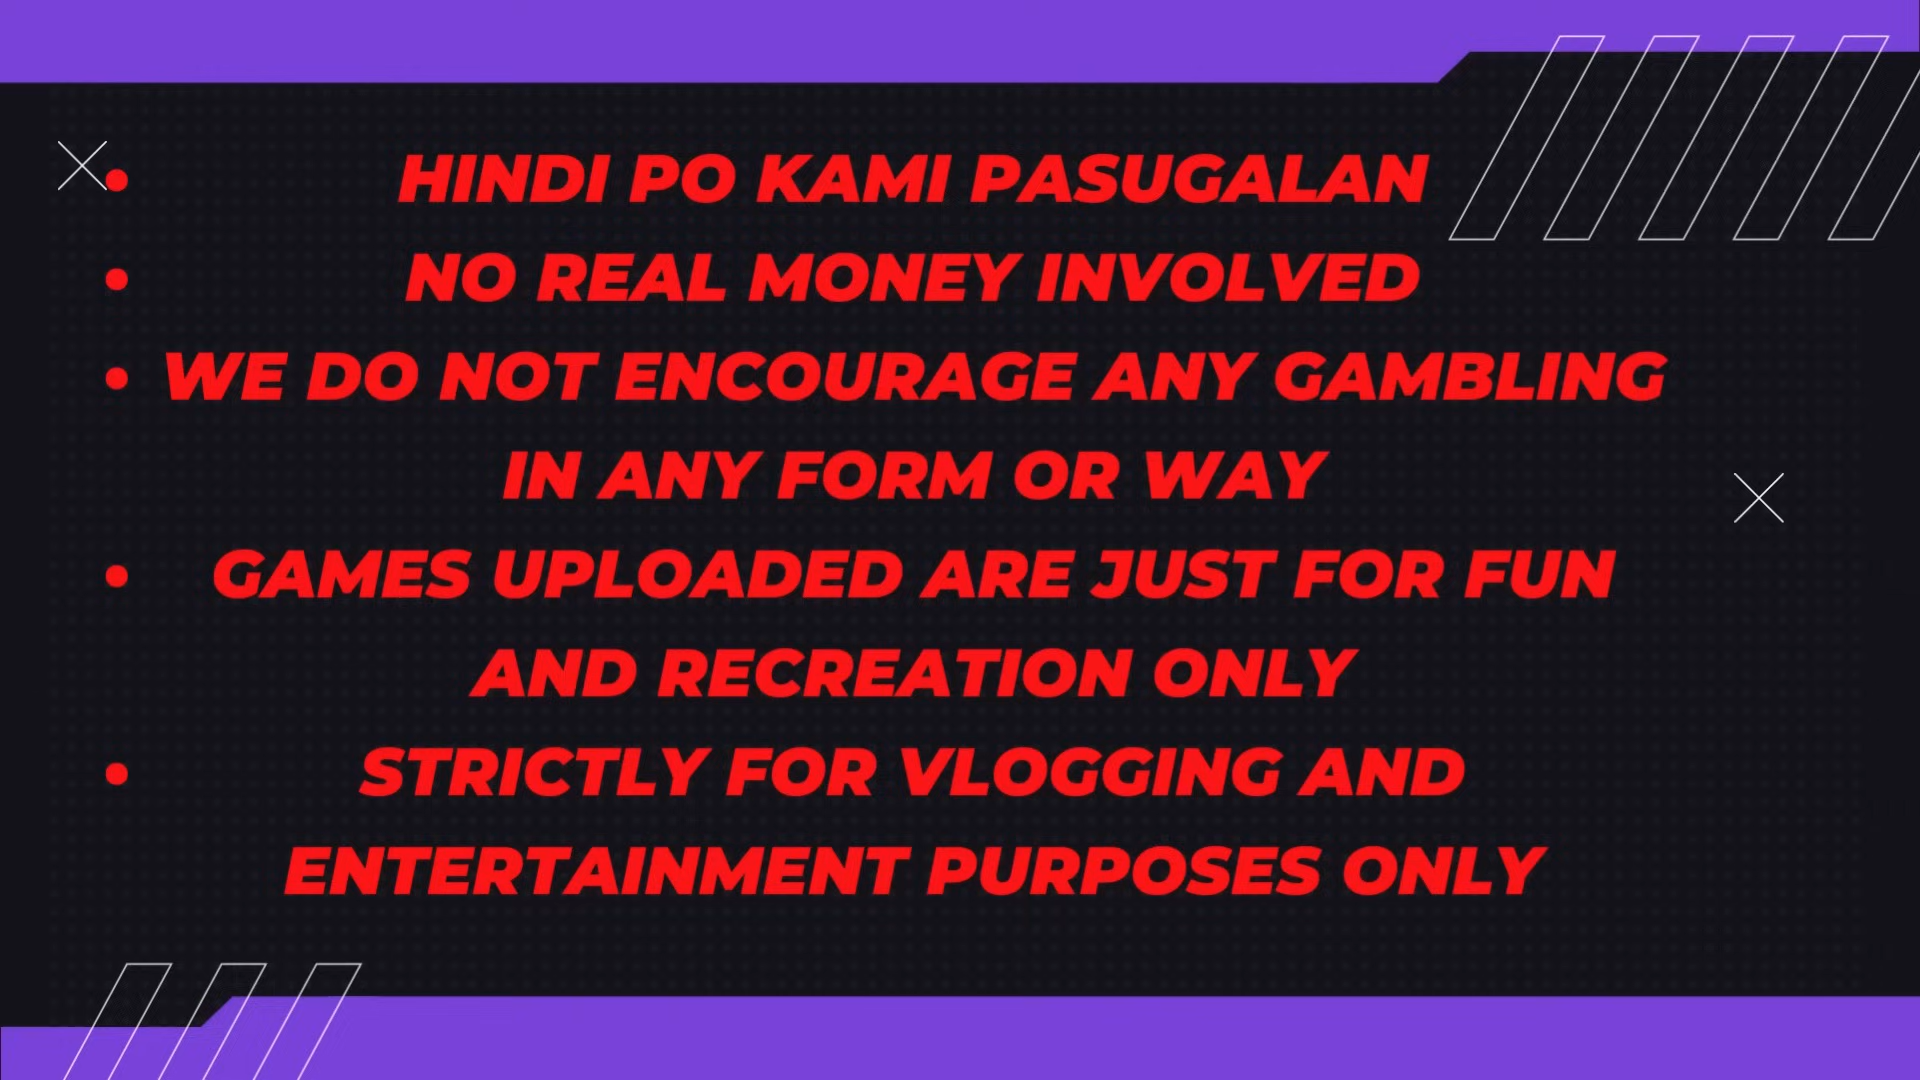 • HINDI PO KAMI PASUGALAN
• NO REAL MONEY INVOLVED
• WE DO NOT ENCOURAGE ANY GAMBLING
IN ANY FORM OR WAY
• GAMES UPLOADED ARE JUST FOR FUN
AND RECREATION ONLY
• STRICTLY FOR VLOGGING AND
ENTERTAINMENT PURPOSES ONLY